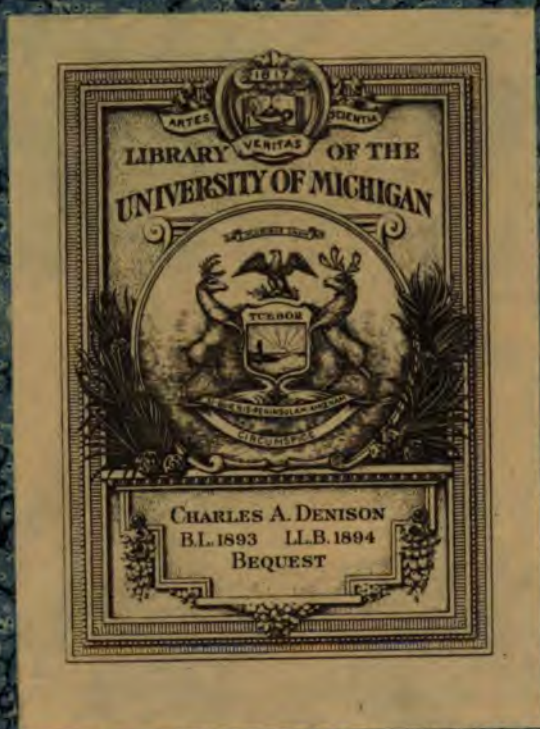 1817
ARTES SCIENTIA
VERITAS
LIBRARY OF THE
UNIVERSITY OF MICHIGAN
TUEBOR
CIRCUMSPICE
CHARLES A. DENISON
B.L. 1893 LL.B. 1894
BEQUEST